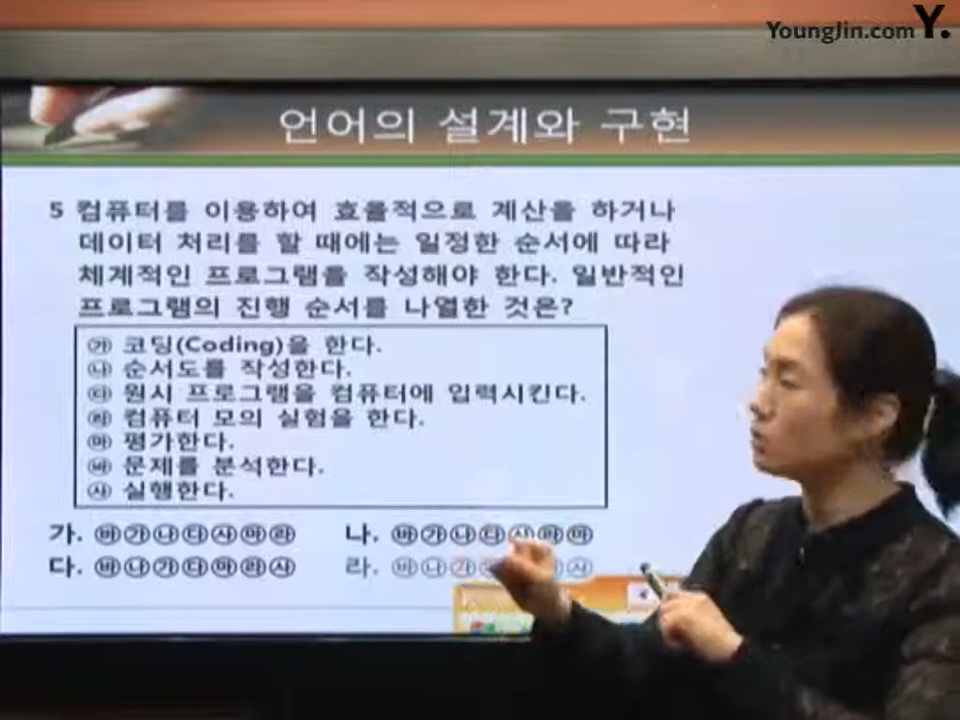 YoungJin.com Y.
언어의 설계와 구현
5 컴퓨터를 이용하여 효율적으로 계산을 하거나
데이터 처리를 할 때에는 일정한 순서에 따라
체계적인 프로그램을 작성해야 한다. 일반적인
프로그램의 진행 순서를 나열한 것은?
㉮ 코딩(Coding)을 한다.
㉯ 순서도를 작성한다.
㉰ 원시 프로그램을 컴퓨터에 입력시킨다.
㉱ 컴퓨터 모의 실험을 한다.
㉲ 평가한다.
㉳ 문제를 분석한다.
㉴ 실행한다.
가. ㉳㉮㉯㉰㉴㉲㉱
나. ㉳㉮㉯㉰㉴
다. ㉳㉯㉮㉰㉲㉱㉴
라. ㉳㉯㉮ ㉴